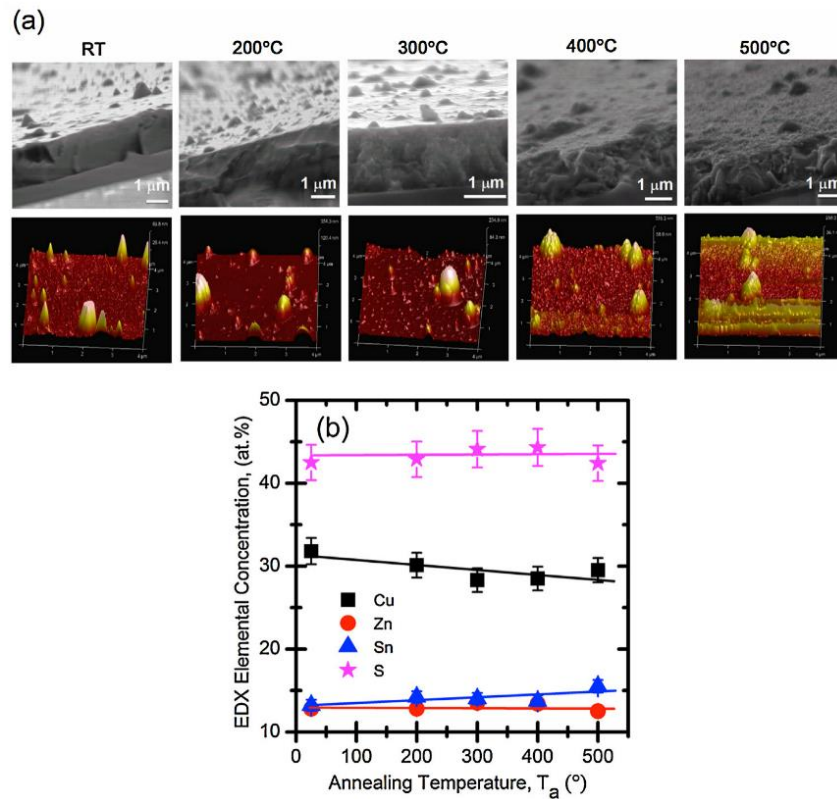 (a)
RT 200°C 300°C 400°C 500°C
1 μm 1 μm 1 μm 1 μm 1 μm
(b)
50
40
30
20
10
EDX Elemental Concentration, (at.%)
Cu
Zn
Sn
S
0 100 200 300 400 500
Annealing Temperature, Tₐ (°)